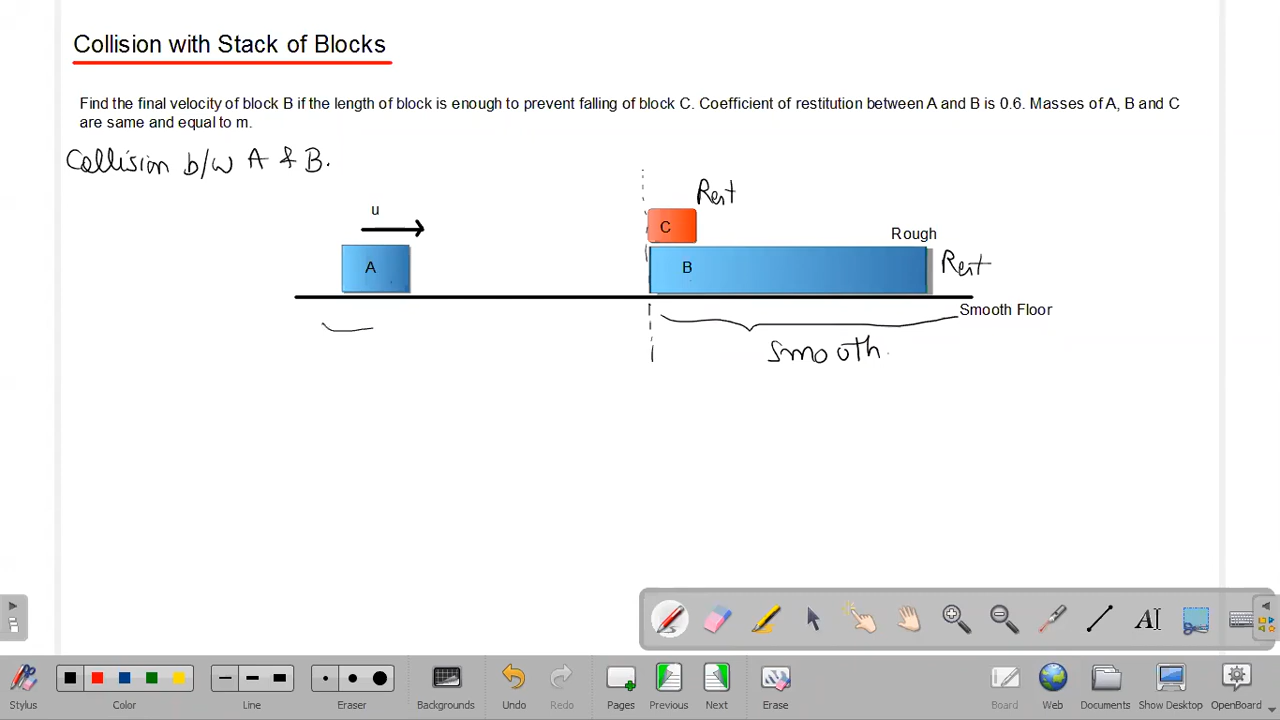 Collision with Stack of Blocks
Find the final velocity of block B if the length of block is enough to prevent falling of block C. Coefficient of restitution between A and B is 0.6. Masses of A, B and C
are same and equal to m.
Collision b/w A & B.
u
Rest
C
Rough
A
B
Rest
Smooth Floor
Smooth
Stylus
Color
Line
Eraser
Backgrounds
Undo
Redo
Pages
Previous
Next
Erase
Board
Web
Documents
Show Desktop
OpenBoard